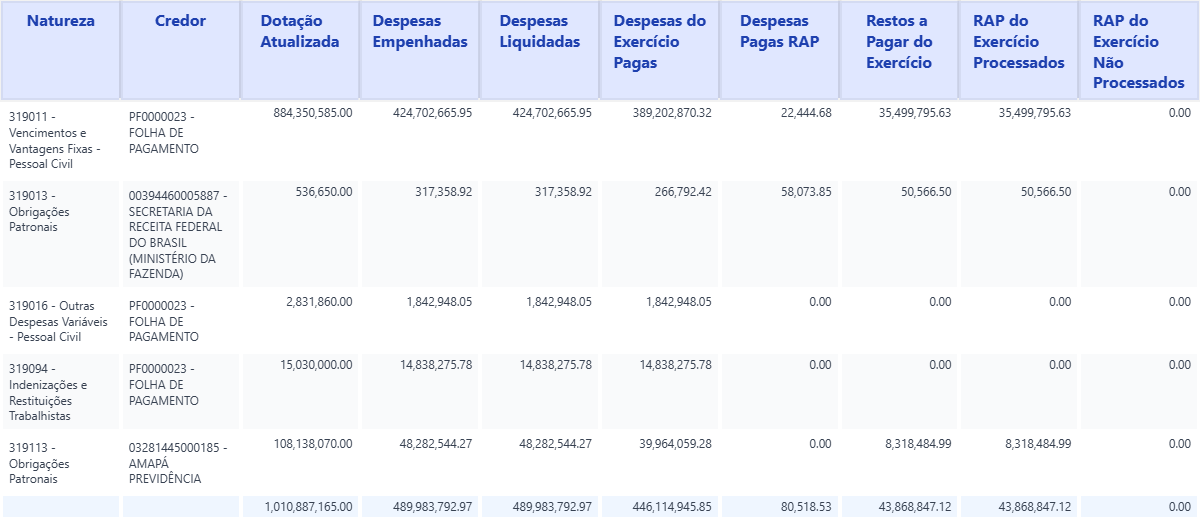 Natureza Credor Dotação Atualizada Despesas Empenhadas Despesas Liquidadas Despesas do Exercício Pagas Despesas Pagas RAP Restos a Pagar do Exercício RAP do Exercício Processados RAP do Exercício Não Processados
319011 - Vencimentos e Vantagens Fixas - Pessoal Civil PF0000023 - FOLHA DE PAGAMENTO 884,350,585.00 424,702,665.95 424,702,665.95 389,202,870.32 22,444.68 35,499,795.63 35,499,795.63 0.00
319013 - Obrigações Patronais 00394460005887 - SECRETARIA DA RECEITA FEDERAL DO BRASIL (MINISTÉRIO DA FAZENDA) 536,650.00 317,358.92 317,358.92 266,792.42 58,073.85 50,566.50 50,566.50 0.00
319016 - Outras Despesas Variáveis - Pessoal Civil PF0000023 - FOLHA DE PAGAMENTO 2,831,860.00 1,842,948.05 1,842,948.05 1,842,948.05 0.00 0.00 0.00 0.00
319094 - Indenizações e Restituições Trabalhistas PF0000023 - FOLHA DE PAGAMENTO 15,030,000.00 14,838,275.78 14,838,275.78 14,838,275.78 0.00 0.00 0.00 0.00
319113 - Obrigações Patronais 03281445000185 - AMAPÁ PREVIDÊNCIA 108,138,070.00 48,282,544.27 48,282,544.27 39,964,059.28 0.00 8,318,484.99 8,318,484.99 0.00
1,010,887,165.00 489,983,792.97 489,983,792.97 446,114,945.85 80,518.53 43,868,847.12 43,868,847.12 0.00